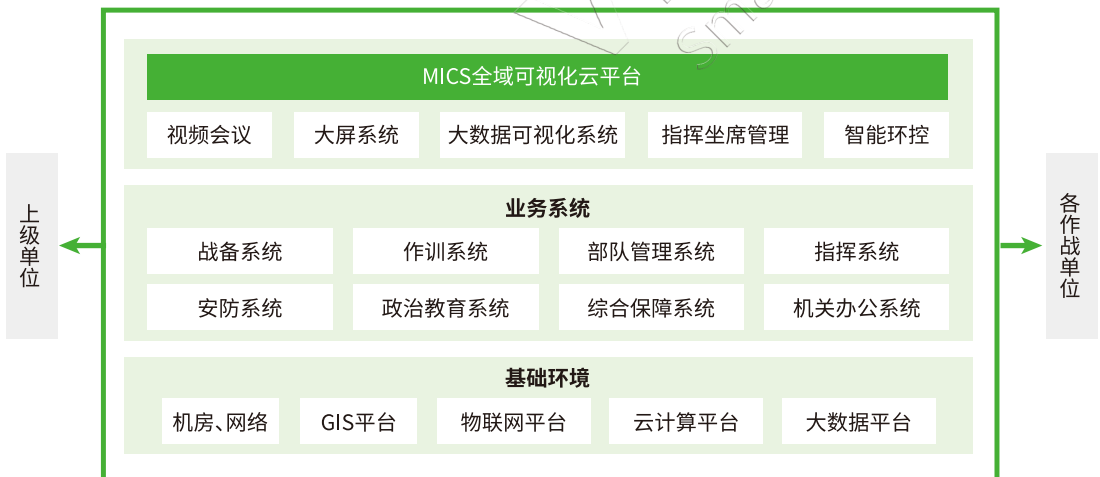 MICS全域可视化云平台
视频会议 大屏系统 大数据可视化系统 指挥坐席管理 智能环控
业务系统
战备系统 作训系统 部队管理系统 指挥系统
安防系统 政治教育系统 综合保障系统 机关办公系统
基础环境
机房、网络 GIS平台 物联网平台 云计算平台 大数据平台
上级单位
各作战单位